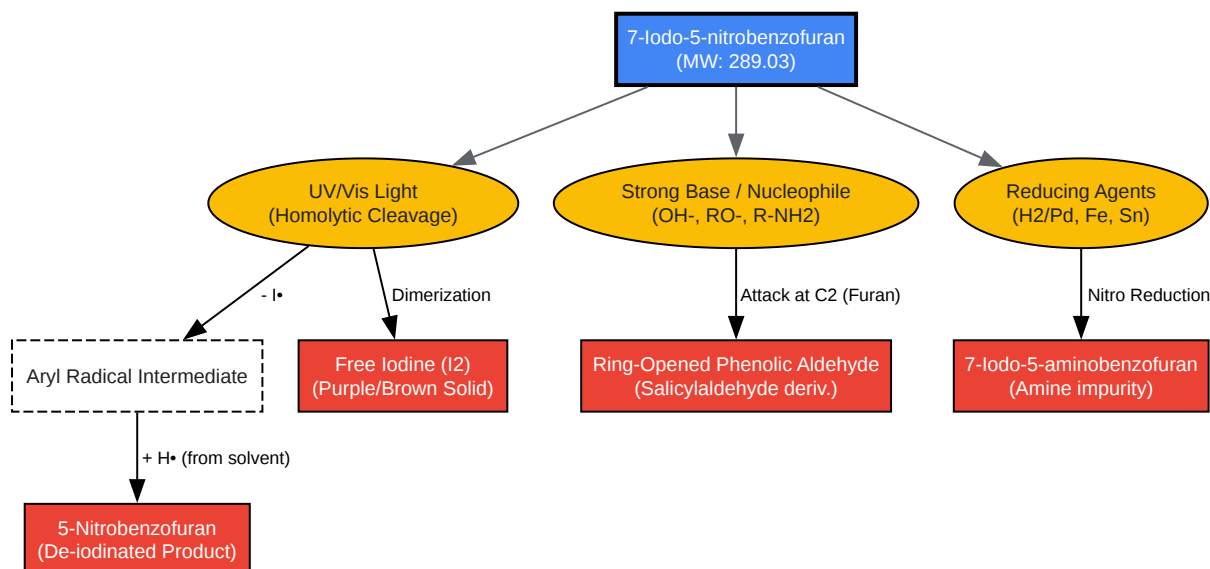 7-Iodo-5-nitrobenzofuran
(MW: 289.03)
UV/Vis Light
(Homolytic Cleavage)
Strong Base / Nucleophile
(OH-, RO-, R-NH2)
Reducing Agents
(H2/Pd, Fe, Sn)
- I•
Dimerization
Attack at C2 (Furan)
Nitro Reduction
Aryl Radical Intermediate
Free Iodine (I2)
(Purple/Brown Solid)
Ring-Opened Phenolic Aldehyde
(Salicylaldehyde deriv.)
7-Iodo-5-aminobenzofuran
(Amine impurity)
+ H• (from solvent)
5-Nitrobenzofuran
(De-iodinated Product)